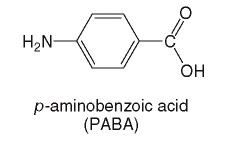 O
H₂N
C
OH
p-aminobenzoic acid
(PABA)